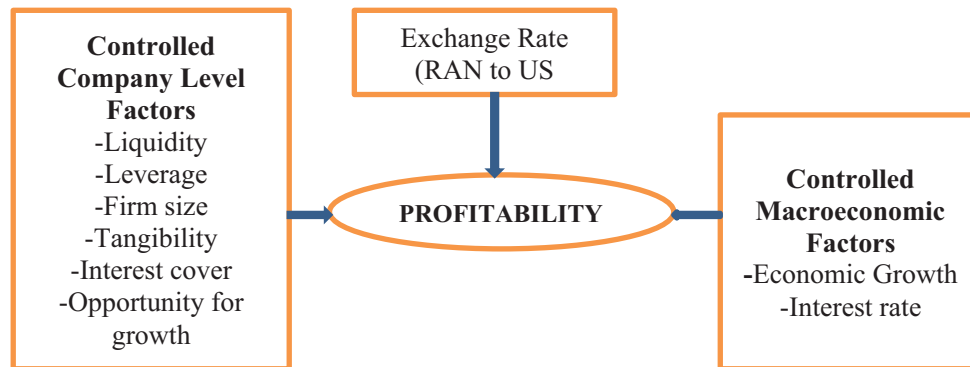 Controlled
Company Level
Factors
-Liquidity
-Leverage
-Firm size
-Tangibility
-Interest cover
-Opportunity for
growth
Exchange Rate
(RAN to US
PROFITABILITY
Controlled
Macroeconomic
Factors
-Economic Growth
-Interest rate